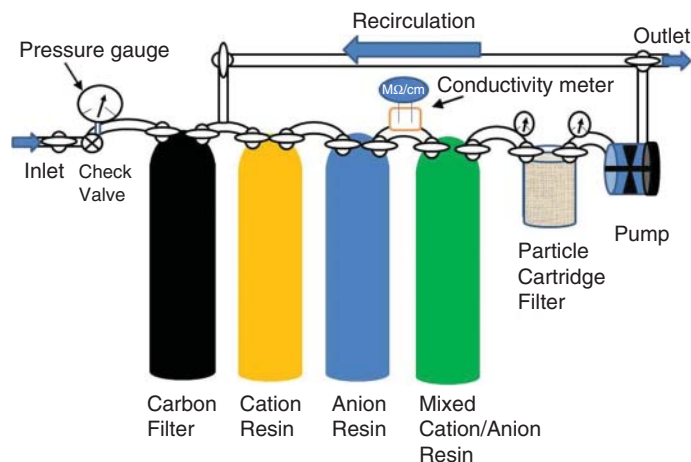 Recirculation
Outlet
Pressure gauge
MΩ/cm
Conductivity meter
Inlet
Check
Valve
Pump
Particle
Cartridge
Filter
Carbon
Filter
Cation
Resin
Anion
Resin
Mixed
Cation/Anion
Resin